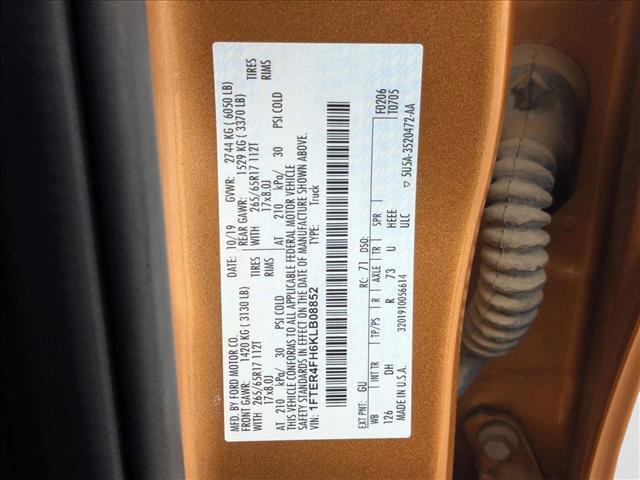 MFD. BY FORD MOTOR CO.
DATE: 10/19 GVWR: 2744 KG ( 6050 LB)
FRONT GAWR: 1420 KG ( 3130 LB) REAR GAWR: 1529 KG ( 3370 LB)
265/65R17 112T TIRES WITH 265/65R17 112T TIRES
17x8.0J RIMS 17x8.0J RIMS
AT 210 kPa/ 30 PSI COLD AT 210 kPa/ 30 PSI COLD
THIS VEHICLE CONFORMS TO ALL APPLICABLE FEDERAL MOTOR VEHICLE
SAFETY STANDARDS IN EFFECT ON THE DATE OF MANUFACTURE SHOWN ABOVE.
VIN: 1FTER4FH6KLB08852 TYPE: Truck
F0206
T0705
EXT PNT: GU RC: 71 DSO:
WB INT TR TP/PS R AXLE TR SPR
126 DH R 73 U HEEE
ULC
MADE IN U.S.A. 3201910056614 ▽ 5U5A-3520472-AA